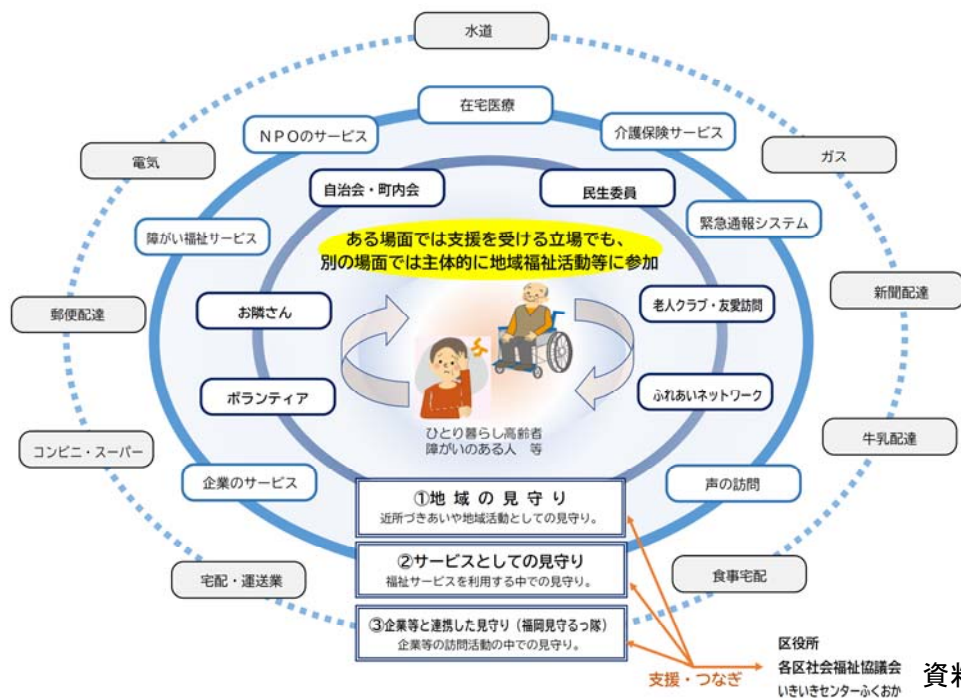 水道
在宅医療
NPOのサービス
介護保険サービス
電気
ガス
自治会・町内会
民生委員
障がい福祉サービス
緊急通報システム
ある場面では支援を受ける立場でも、
別の場面では主体的に地域福祉活動等に参加
郵便配達
お隣さん
老人クラブ・友愛訪問
新聞配達
ボランティア
ふれあいネットワーク
ひとり暮らし高齢者
障がいのある人 等
コンビニ・スーパー
牛乳配達
企業のサービス
声の訪問
①地域の見守り
近所づきあいや地域活動としての見守り。
②サービスとしての見守り
福祉サービスを利用する中での見守り。
宅配・運送業
食事宅配
③企業等と連携した見守り(福岡見守るっ隊)
企業等の訪問活動の中での見守り。
支援・つなぎ
区役所
各区社会福祉協議会
いきいきセンターふくおか
資料